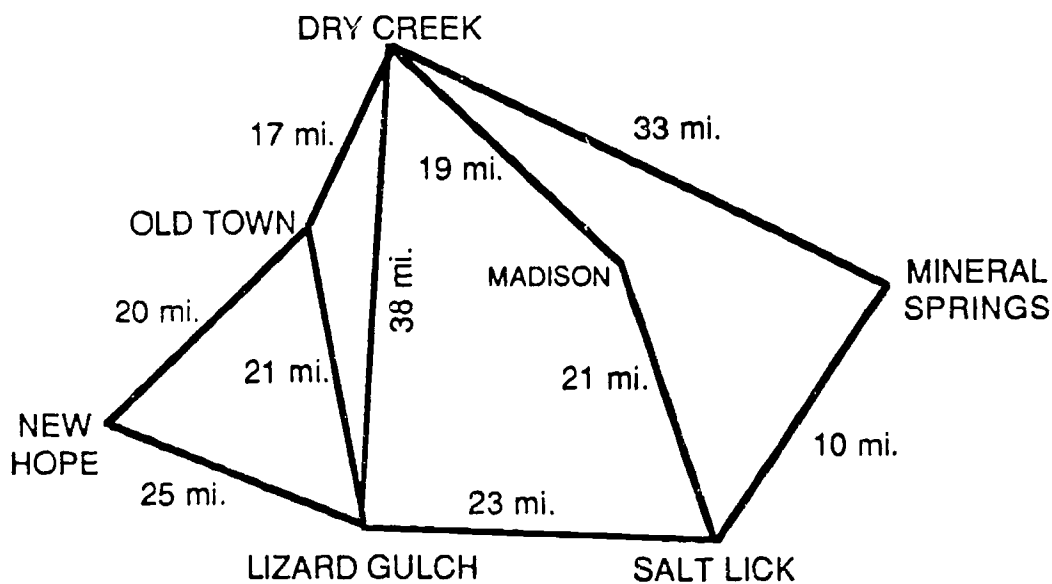 DRY CREEK
33 mi.
17 mi.
19 mi.
OLD TOWN
38 mi.
MADISON
MINERAL
SPRINGS
20 mi.
21 mi.
21 mi.
NEW
HOPE
10 mi.
25 mi.
23 mi.
LIZARD GULCH
SALT LICK